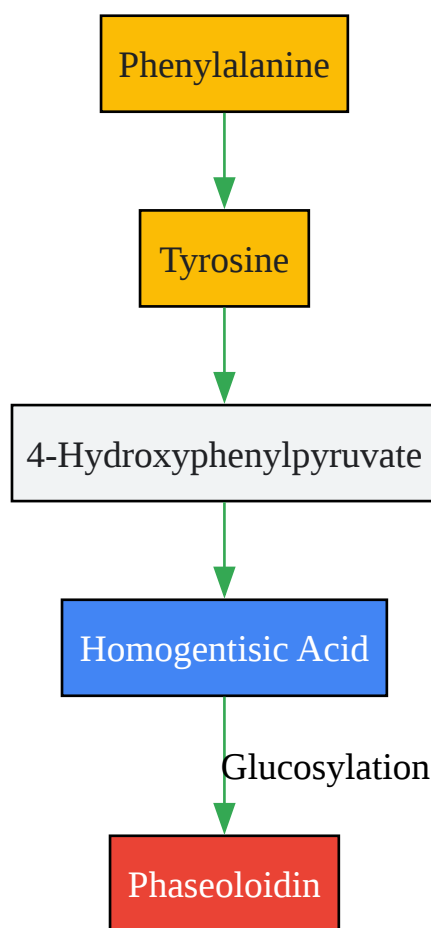 Phenylalanine
Tyrosine
4-Hydroxyphenylpyruvate
Homogentisic Acid
Glucosylation
Phaseoloidin